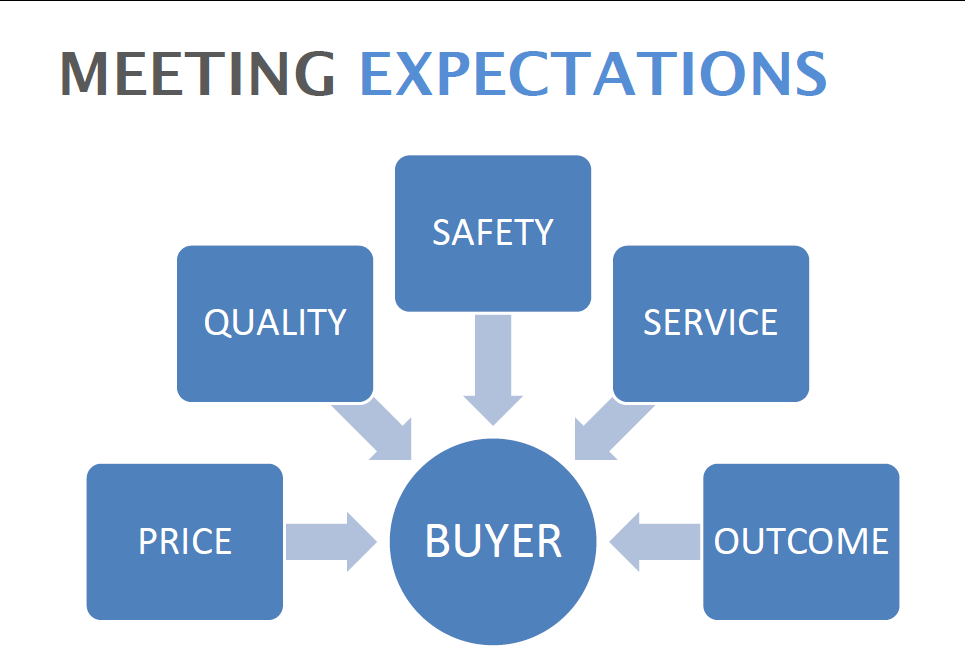 MEETING EXPECTATIONS
SAFETY
QUALITY
SERVICE
PRICE
BUYER
OUTCOME